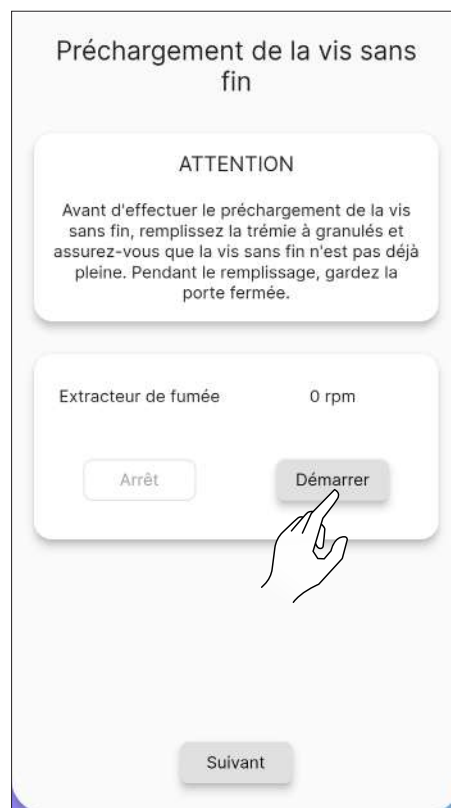 Préchargement de la vis sans
fin
ATTENTION
Avant d'effectuer le préchargement de la vis
sans fin, remplissez la trémie à granulés et
assurez-vous que la vis sans fin n'est pas déjà
pleine. Pendant le remplissage, gardez la
porte fermée.
Extracteur de fumée 0 rpm
Arrêt Démarrer
Suivant